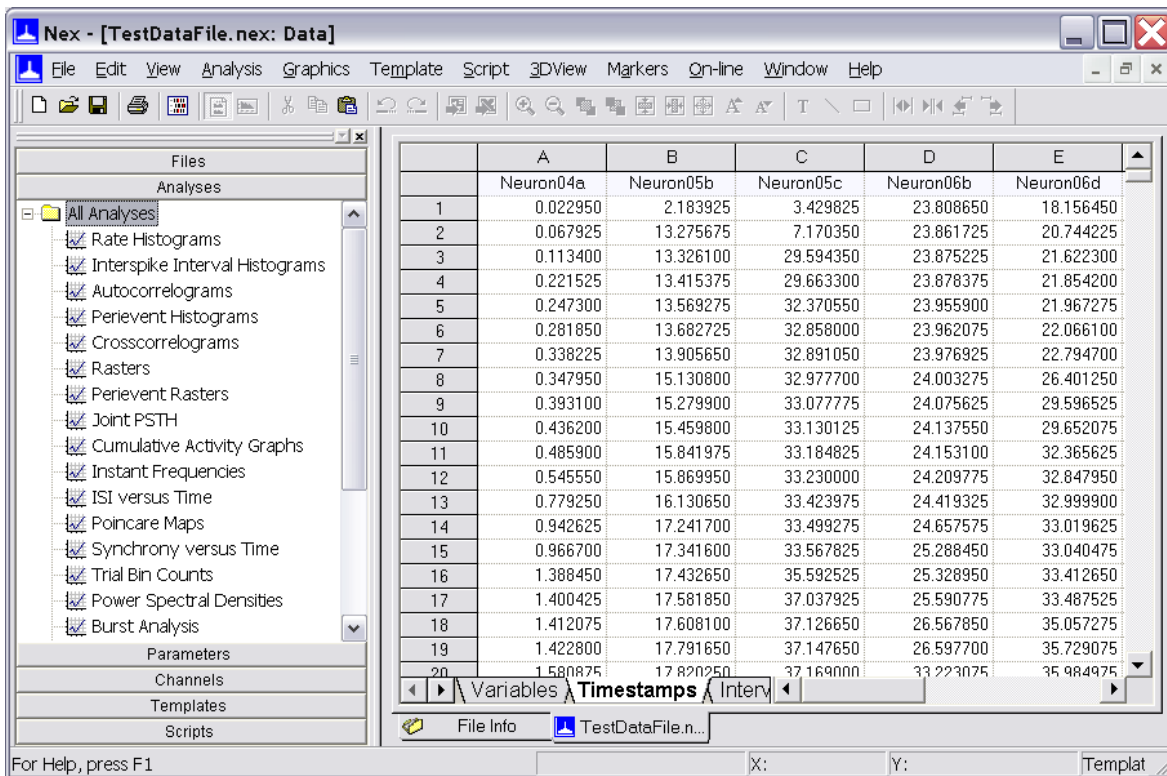 Nex - [TestDataFile.nex: Data]
File Edit View Analysis Graphics Template Script 3DView Markers On-line Window Help
Files
Analyses
All Analyses
Rate Histograms
Interspike Interval Histograms
Autocorrelograms
Perievent Histograms
Crosscorrelograms
Rasters
Perievent Rasters
Joint PSTH
Cumulative Activity Graphs
Instant Frequencies
ISI versus Time
Poincare Maps
Synchrony versus Time
Trial Bin Counts
Power Spectral Densities
Burst Analysis
Parameters
Channels
Templates
Scripts
A B C D E
Neuron04a Neuron05b Neuron05c Neuron06b Neuron06d
1 0.022950 2.183925 3.429825 23.808650 18.156450
2 0.067925 13.275675 7.170350 23.861725 20.744225
3 0.113400 13.326100 29.594350 23.875225 21.622300
4 0.221525 13.415375 29.663300 23.878375 21.854200
5 0.247300 13.569275 32.370550 23.955900 21.967275
6 0.281850 13.682725 32.858000 23.962075 22.066100
7 0.338225 13.905650 32.891050 23.976925 22.794700
8 0.347950 15.130800 32.977700 24.003275 26.401250
9 0.393100 15.279900 33.077775 24.075625 29.596525
10 0.436200 15.459800 33.130125 24.137550 29.652075
11 0.485900 15.841975 33.184825 24.153100 32.365625
12 0.545550 15.869950 33.230000 24.209775 32.847950
13 0.779250 16.130650 33.423975 24.419325 32.999900
14 0.942625 17.241700 33.499275 24.657575 33.019625
15 0.966700 17.341600 33.567825 25.288450 33.040475
16 1.388450 17.432650 35.592525 25.328950 33.412650
17 1.400425 17.581850 37.037925 25.590775 33.487525
18 1.412075 17.608100 37.126650 26.567850 35.057275
19 1.422800 17.791650 37.147650 26.597700 35.729075
20 1.580875 17.820250 37.169000 33.223075 35.984975
Variables Timestamps Interv
File Info TestDataFile.n...
For Help, press F1 X: Y: Templat